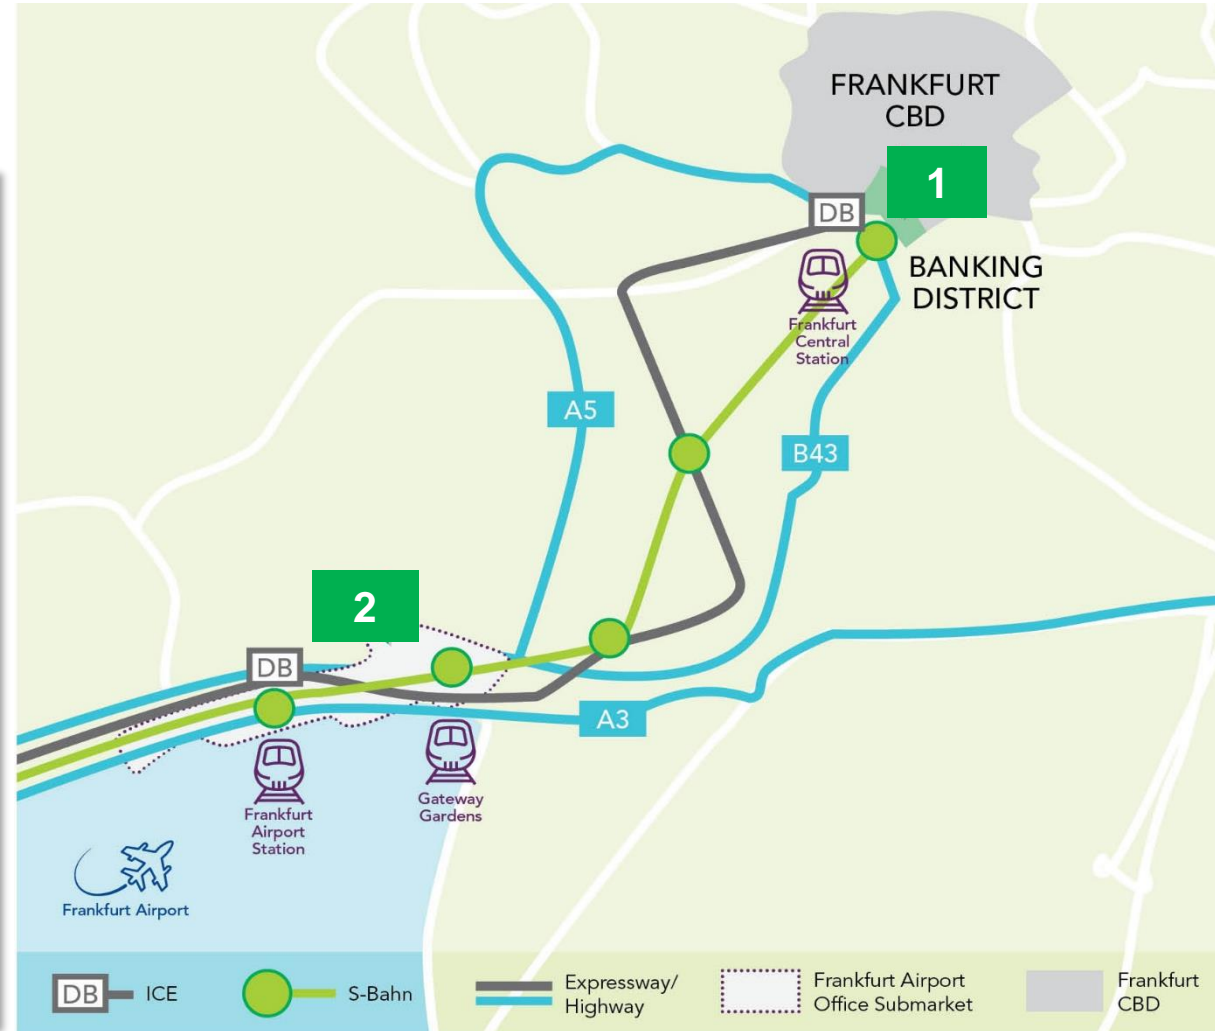 FRANKFURT
CBD
1
DB
BANKING
DISTRICT
Frankfurt
Central
Station
A5
B43
2
DB
A3
Frankfurt
Airport
Station
Gateway
Gardens
Frankfurt Airport
DB
ICE
S-Bahn
Expressway/
Highway
Frankfurt Airport
Office Submarket
Frankfurt
CBD